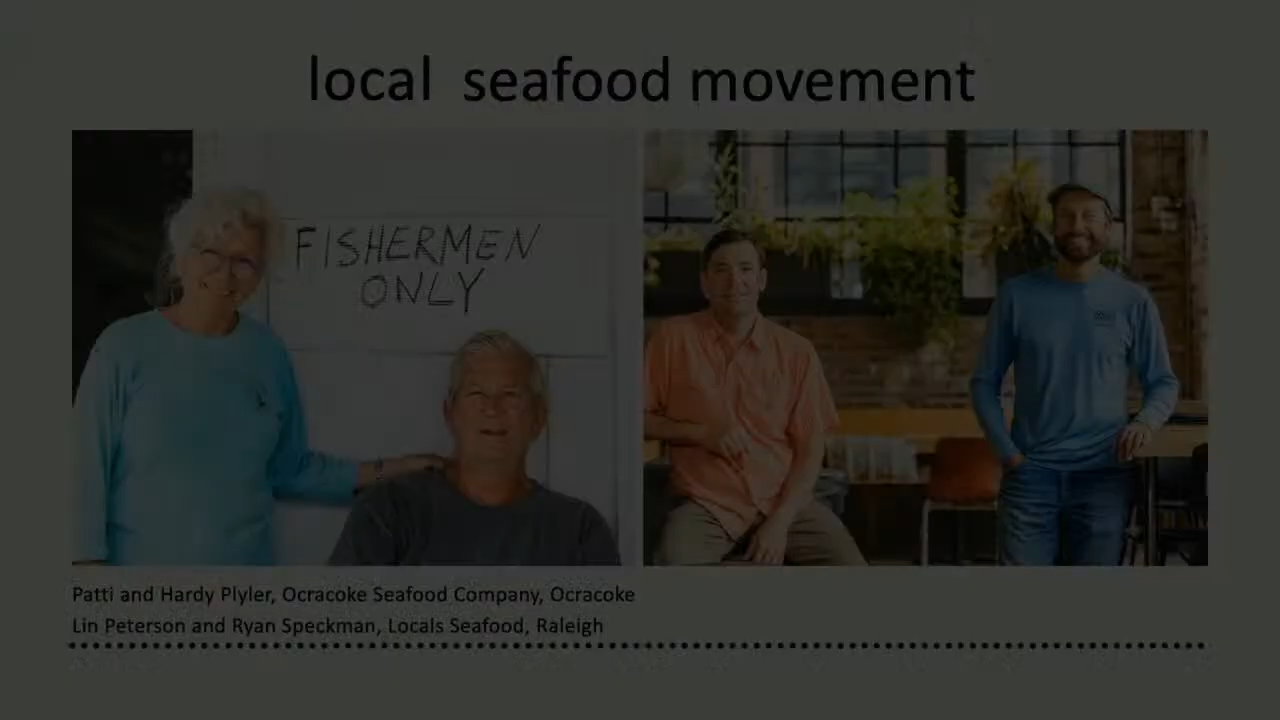 local seafood movement
FISHERMEN
ONLY
Patti and Hardy Plyler, Ocracoke Seafood Company, Ocracoke
Lin Peterson and Ryan Speckman, Locals Seafood, Raleigh